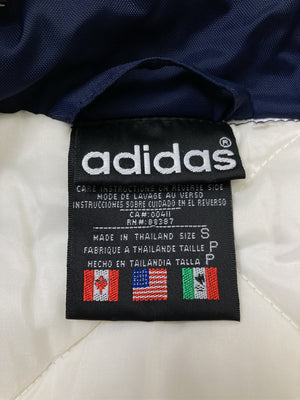 adidas®
CARE INSTRUCTIONS ON REVERSE SIDE
MODE DE LAVAGE AU VERSO
INSTRUCCIONES SOBRE CUIDADO EN EL REVERSO
CA#: 00411
RN#: 88387
MADE IN THAILAND SIZE S
FABRIQUE A THAILANDE TAILLE P
HECHO EN TAILANDIA TALLA P